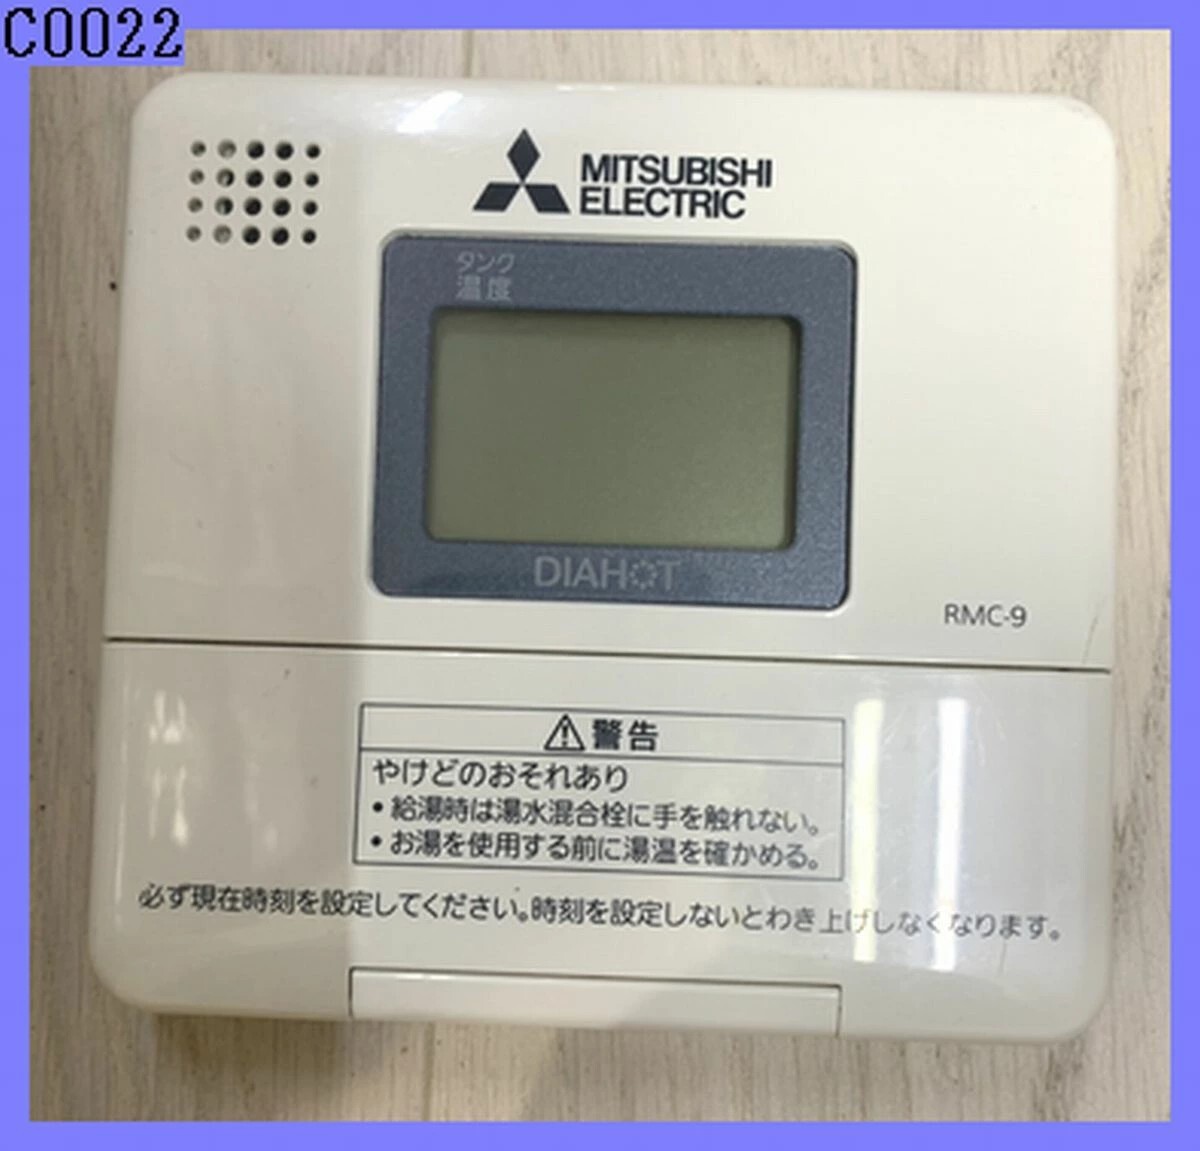 C0022
MITSUBISHI
ELECTRIC
タンク
温度
DIAHOT
RMC-9
警告
やけどのおそれあり
・給湯時は湯水混合栓に手を触れない。
・お湯を使用する前に湯温を確かめる。
必ず現在時刻を設定してください。時刻を設定しないとわき上げしなくなります。